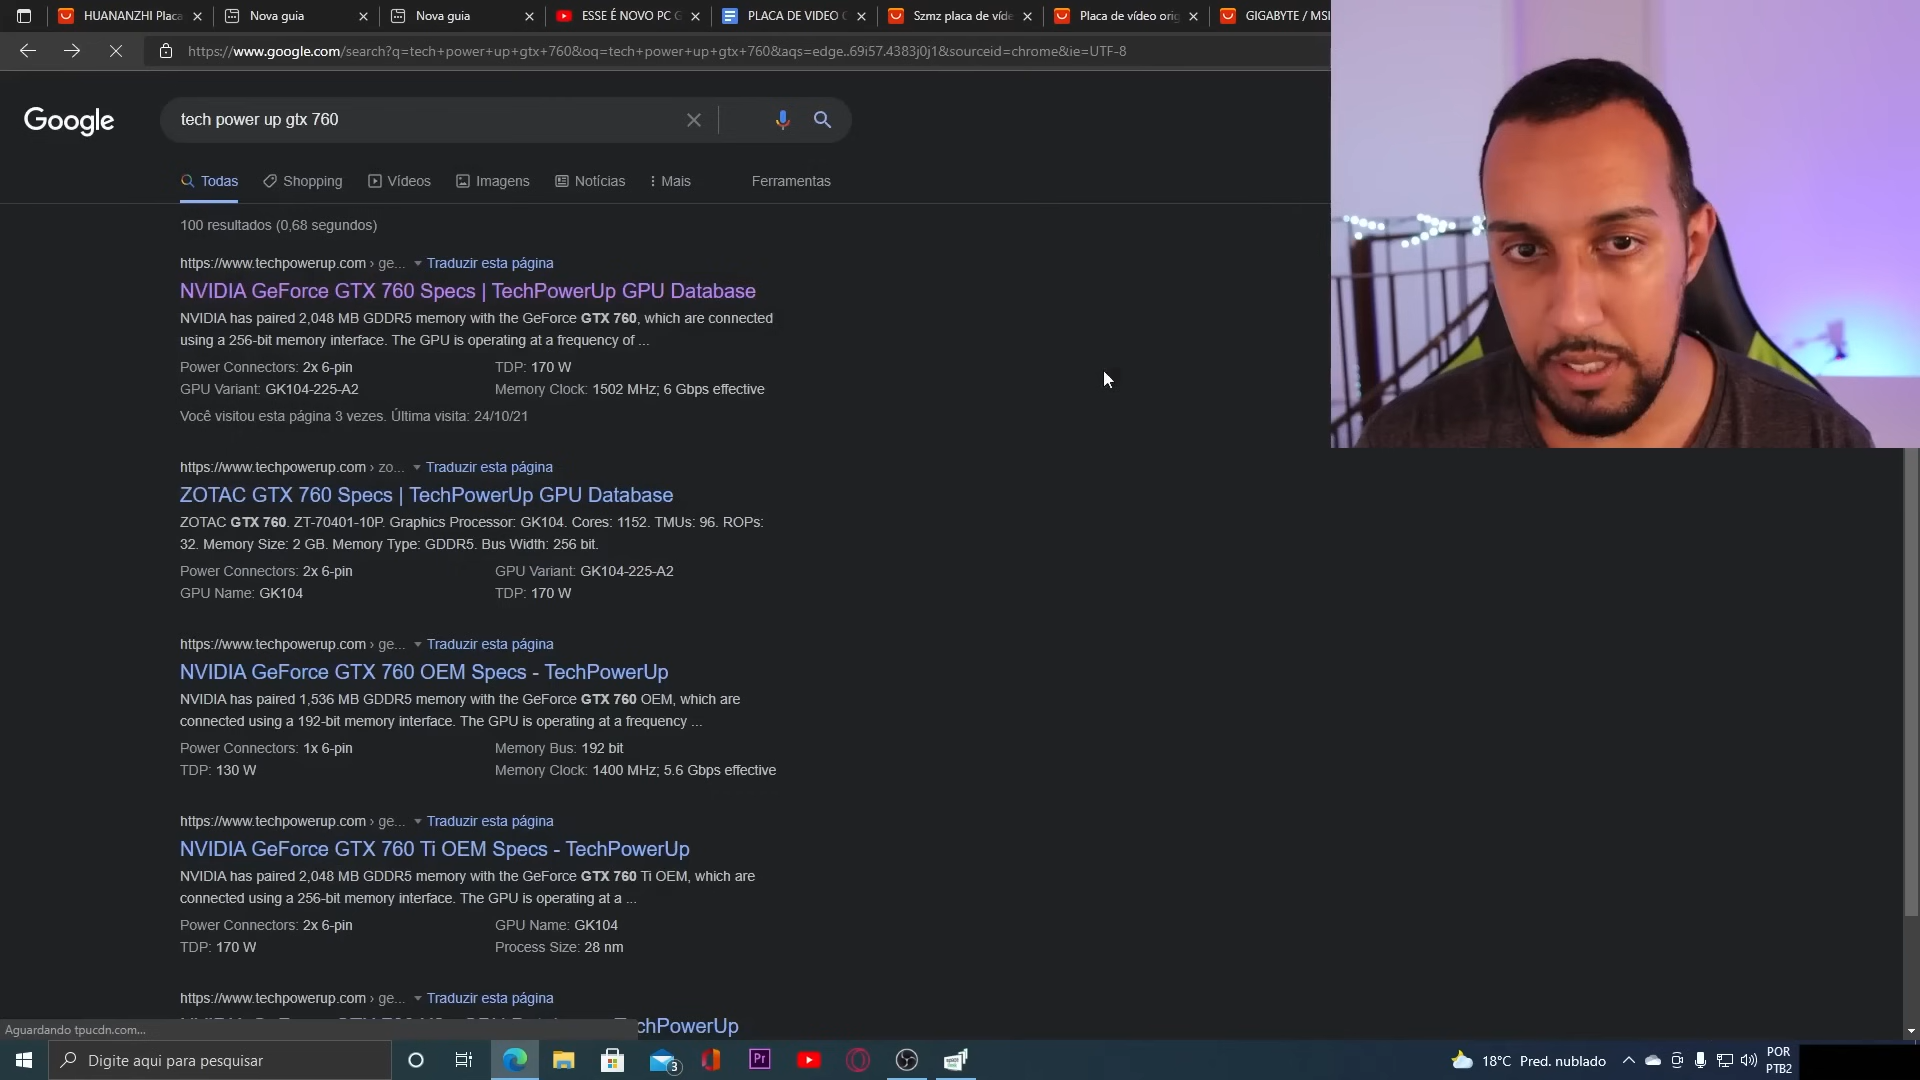 HUANANZHI Placa
Nova guia
Nova guia
ESSE É NOVO PC G
PLACA DE VIDEO C
Szmz placa de víde
Placa de vídeo orig
GIGABYTE / MSI
https://www.google.com/search?q=tech+power+up+gtx+760&oq=tech+power+up+gtx+760&aqs=edge..69i57.4383j0j1&sourceid=chrome&ie=UTF-8
Google
tech power up gtx 760
Todas
Shopping
Vídeos
Imagens
Notícias
Mais
Ferramentas
100 resultados (0,68 segundos)
https://www.techpowerup.com › ge... Traduzir esta página
NVIDIA GeForce GTX 760 Specs | TechPowerUp GPU Database
NVIDIA has paired 2,048 MB GDDR5 memory with the GeForce GTX 760, which are connected
using a 256-bit memory interface. The GPU is operating at a frequency of ...
Power Connectors: 2x 6-pin
TDP: 170 W
GPU Variant: GK104-225-A2
Memory Clock: 1502 MHz; 6 Gbps effective
Você visitou esta página 3 vezes. Última visita: 24/10/21
https://www.techpowerup.com › zo... Traduzir esta página
ZOTAC GTX 760 Specs | TechPowerUp GPU Database
ZOTAC GTX 760. ZT-70401-10P. Graphics Processor: GK104. Cores: 1152. TMUs: 96. ROPs:
32. Memory Size: 2 GB. Memory Type: GDDR5. Bus Width: 256 bit.
Power Connectors: 2x 6-pin
GPU Variant: GK104-225-A2
GPU Name: GK104
TDP: 170 W
https://www.techpowerup.com › ge... Traduzir esta página
NVIDIA GeForce GTX 760 OEM Specs - TechPowerUp
NVIDIA has paired 1,536 MB GDDR5 memory with the GeForce GTX 760 OEM, which are
connected using a 192-bit memory interface. The GPU is operating at a frequency ...
Power Connectors: 1x 6-pin
Memory Bus: 192 bit
TDP: 130 W
Memory Clock: 1400 MHz; 5.6 Gbps effective
https://www.techpowerup.com › ge... Traduzir esta página
NVIDIA GeForce GTX 760 Ti OEM Specs - TechPowerUp
NVIDIA has paired 2,048 MB GDDR5 memory with the GeForce GTX 760 Ti OEM, which are
connected using a 256-bit memory interface. The GPU is operating at a ...
Power Connectors: 2x 6-pin
GPU Name: GK104
TDP: 170 W
Process Size: 28 nm
https://www.techpowerup.com › ge... Traduzir esta página
chPowerUp
Aguardando tpucdn.com...
Digite aqui para pesquisar
3
Pr
18°C Pred. nublado
POR
PTB2